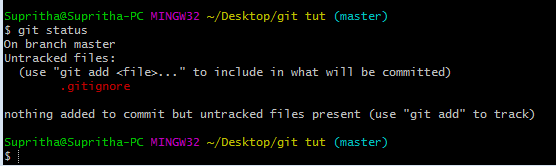 Supritha@Supritha-PC MINGW32 ~/Desktop/git tut (master)
$ git status
On branch master
Untracked files:
  (use "git add <file>..." to include in what will be committed)
        .gitignore
nothing added to commit but untracked files present (use "git add" to track)
Supritha@Supritha-PC MINGW32 ~/Desktop/git tut (master)
$